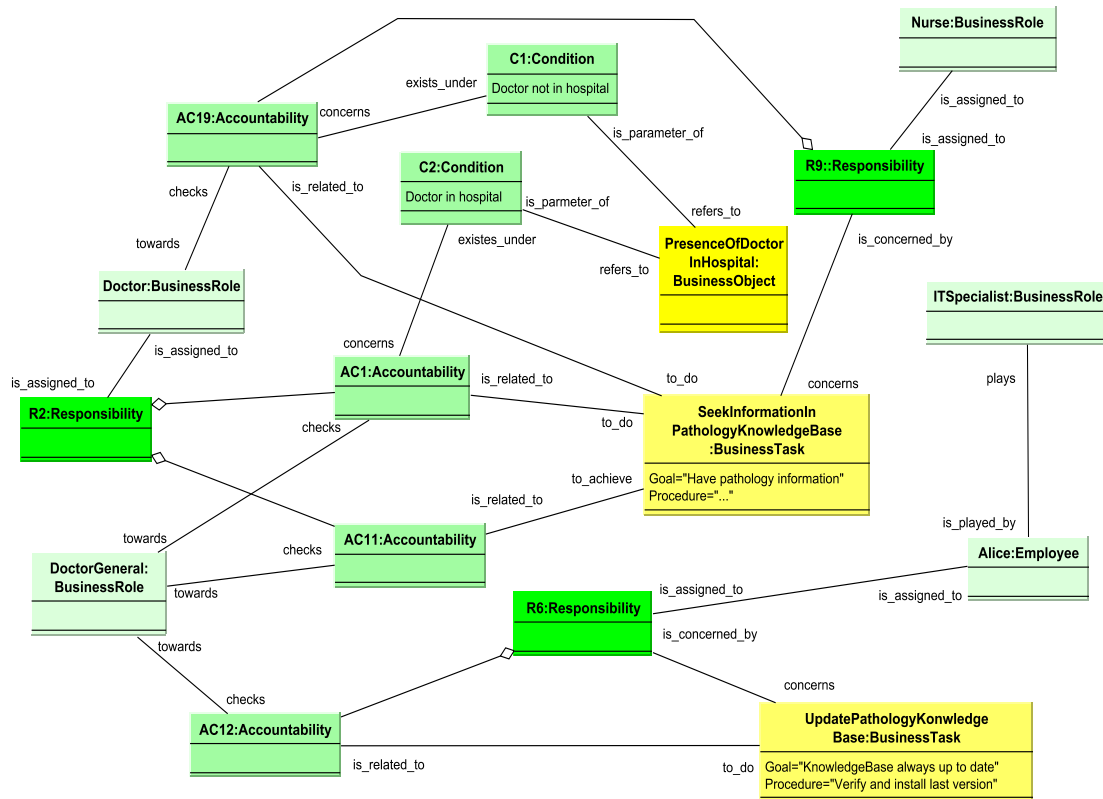 Nurse:BusinessRole
C1:Condition
Doctor not in hospital
exists_under
concerns
AC19:Accountability
is_assigned_to
is_parameter_of
is_assigned_to
C2:Condition
Doctor in hospital
R9::Responsibility
checks
is_related_to
is_parmeter_of
refers_to
towards
existes_under
is_concerned_by
PresenceOfDoctor
InHospital:
BusinessObject
refers_to
Doctor:BusinessRole
ITSpecialist:BusinessRole
is_assigned_to
concerns
AC1:Accountability
is_related_to
to_do
concerns
plays
is_assigned_to
R2:Responsibility
SeekInformationIn
PathologyKnowledgeBase
:BusinessTask
Goal="Have pathology information"
Procedure="..."
to_do
checks
to_achieve
is_related_to
is_played_by
towards
checks
AC11:Accountability
Alice:Employee
DoctorGeneral:
BusinessRole
towards
is_assigned_to
is_assigned_to
R6:Responsibility
is_concerned_by
towards
concerns
checks
AC12:Accountability
UpdatePathologyKonwledge
Base:BusinessTask
Goal="KnowledgeBase always up to date"
Procedure="Verify and install last version"
is_related_to
to_do